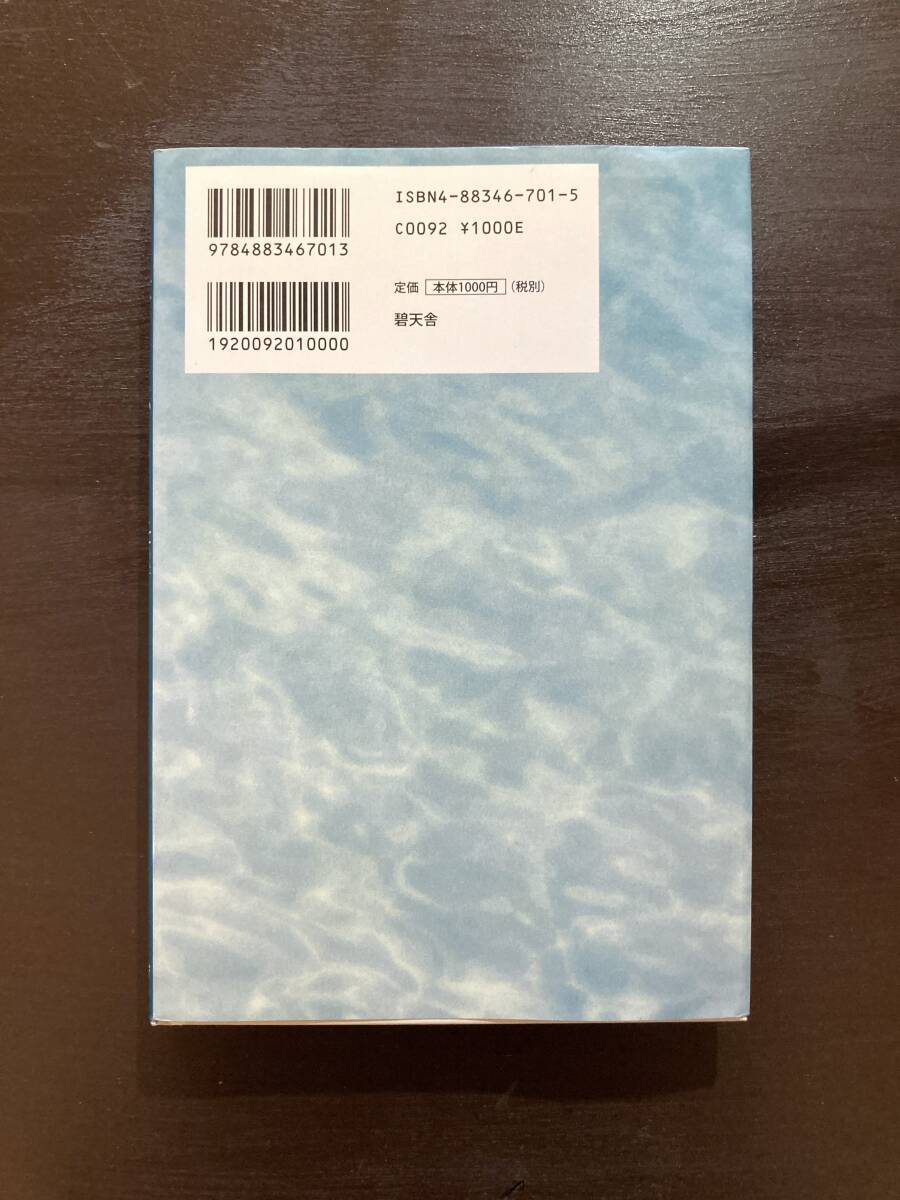 9784883467013
1920092010000
ISBN4-88346-701-5
C0092 ¥1000E
定価 本体1000円 (税別)
碧天舎